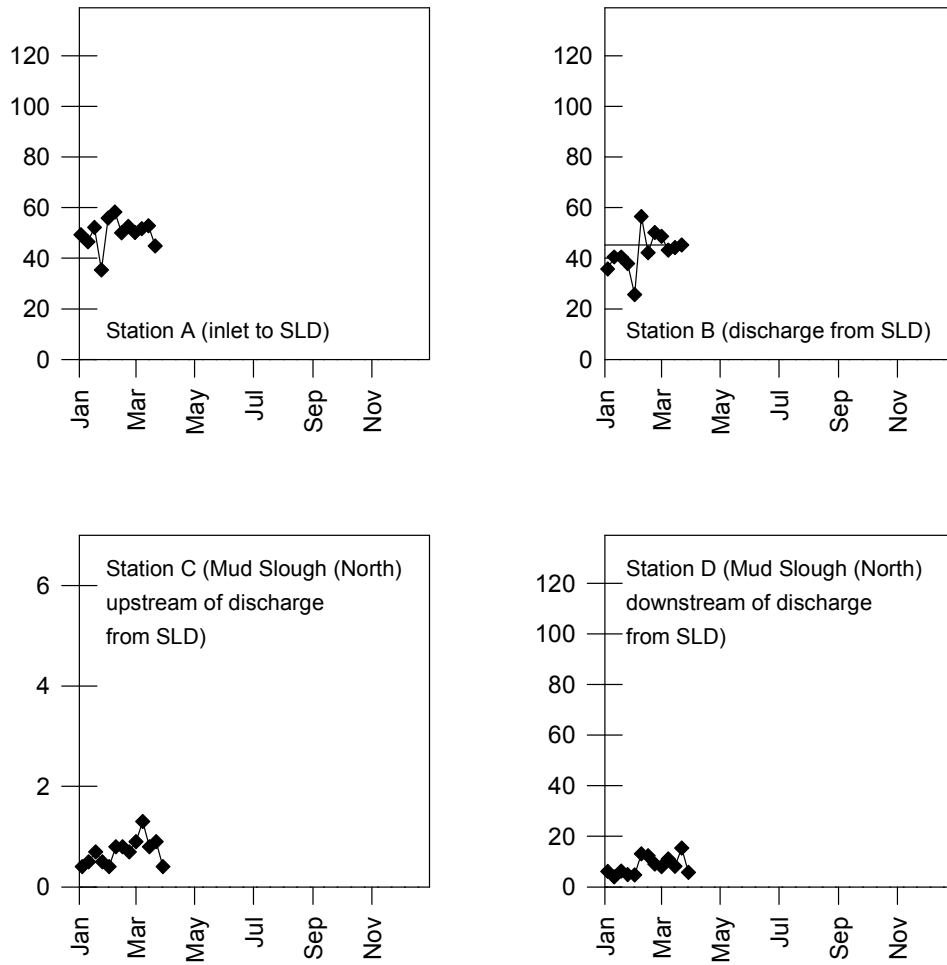 120
100
80
60
40
20
0
Station A (inlet to SLD)
Jan
Mar
May
Jul
Sep
Nov
120
100
80
60
40
20
0
Station B (discharge from SLD)
Jan
Mar
May
Jul
Sep
Nov
Station C (Mud Slough (North)
upstream of discharge
from SLD)
6
4
2
0
Jan
Mar
May
Jul
Sep
Nov
Station D (Mud Slough (North)
downstream of discharge
from SLD)
120
100
80
60
40
20
0
Jan
Mar
May
Jul
Sep
Nov